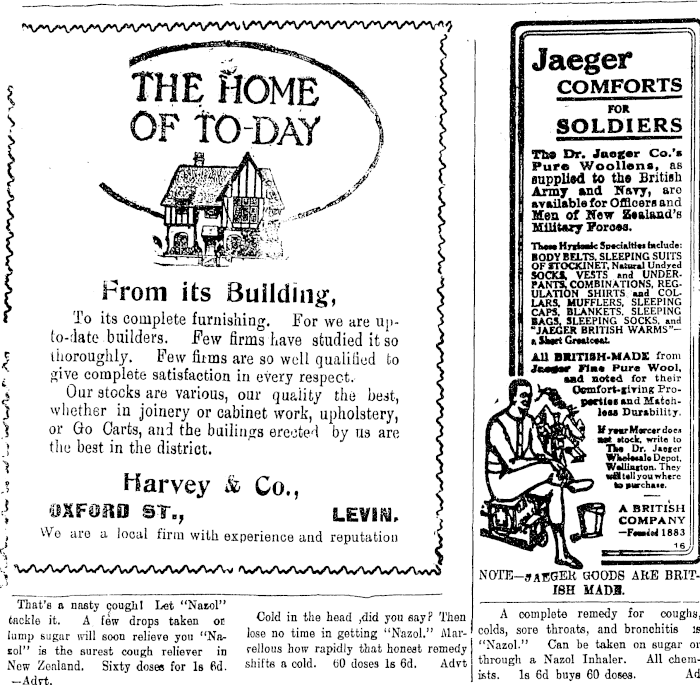 THE HOME
OF TO-DAY
From its Building,
To its complete furnishing. For we are up-
to-date builders. Few firms have studied it so
thoroughly. Few firms are so well qualified to
give complete satisfaction in every respect.
Our stocks are various, our quality the best,
whether in joinery or cabinet work, upholstery,
or Go Carts, and the builings erected by us are
the best in the district.
Harvey & Co.,
OXFORD ST., LEVIN.
We are a local firm with experience and reputation
That's a nasty cough! Let "Nazol"
tackle it. A few drops taken on
lump sugar will soon relieve you "Na-
zol" is the surest cough reliever in
New Zealand. Sixty doses for 1s 6d.
—Advt.
Cold in the head ,did you say? Then
lose no time in getting "Nazol." Mar-
vellous how rapidly that honest remedy
shifts a cold. 60 doses 1s 6d. Advt
Jaeger
COMFORTS
FOR
SOLDIERS
The Dr. Jaeger Co.'s
Pure Woollens, as
supplied to the British
Army and Navy, are
available for Officers and
Men of New Zealand's
Military Forces.
These Hygienic Specialties include:
BODY BELTS, SLEEPING SUITS
OF STOCKINET, Natural Undyed
SOCKS, VESTS and UNDER-
PANTS, COMBINATIONS, REG-
ULATION SHIRTS and COL-
LARS, MUFFLERS, SLEEPING
CAPS, BLANKETS, SLEEPING
BAGS, SLEEPING SOCKS, and
"JAEGER BRITISH WARMS"—
a Short Greatcoat.
All BRITISH-MADE from
Jaeger Fine Pure Wool,
and noted for their
Comfort-giving Pro-
perties and Match-
less Durability.
If your Mercer does
not stock, write to
The Dr. Jaeger
Wholesale Depot,
Wellington. They
will tell you where
to purchase.
A BRITISH
COMPANY
—Founded 1883
16
NOTE—JAEGER GOODS ARE BRIT-
ISH MADE.
A complete remedy for coughs,
colds, sore throats, and bronchitis is
"Nazol." Can be taken on sugar or
through a Nazol Inhaler. All chem-
ists. 1s 6d buys 60 doses. Ad